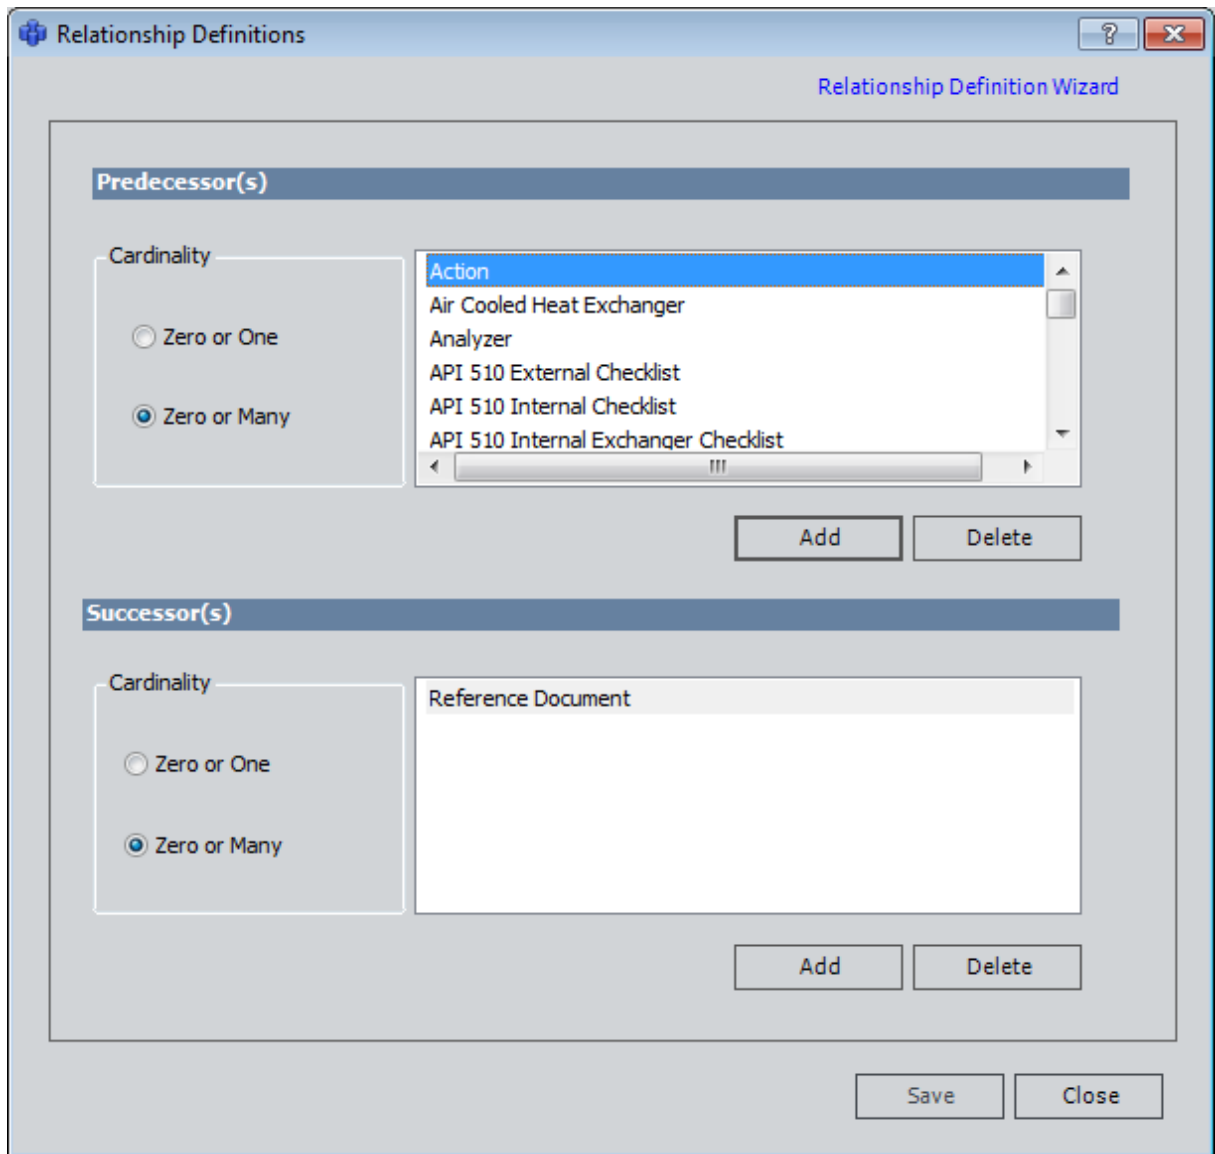 Relationship Definitions
Relationship Definition Wizard
Predecessor(s)
Cardinality
Zero or One
Zero or Many
Action
Air Cooled Heat Exchanger
Analyzer
API 510 External Checklist
API 510 Internal Checklist
API 510 Internal Exchanger Checklist
Add Delete
Successor(s)
Cardinality
Zero or One
Zero or Many
Reference Document
Add Delete
Save Close